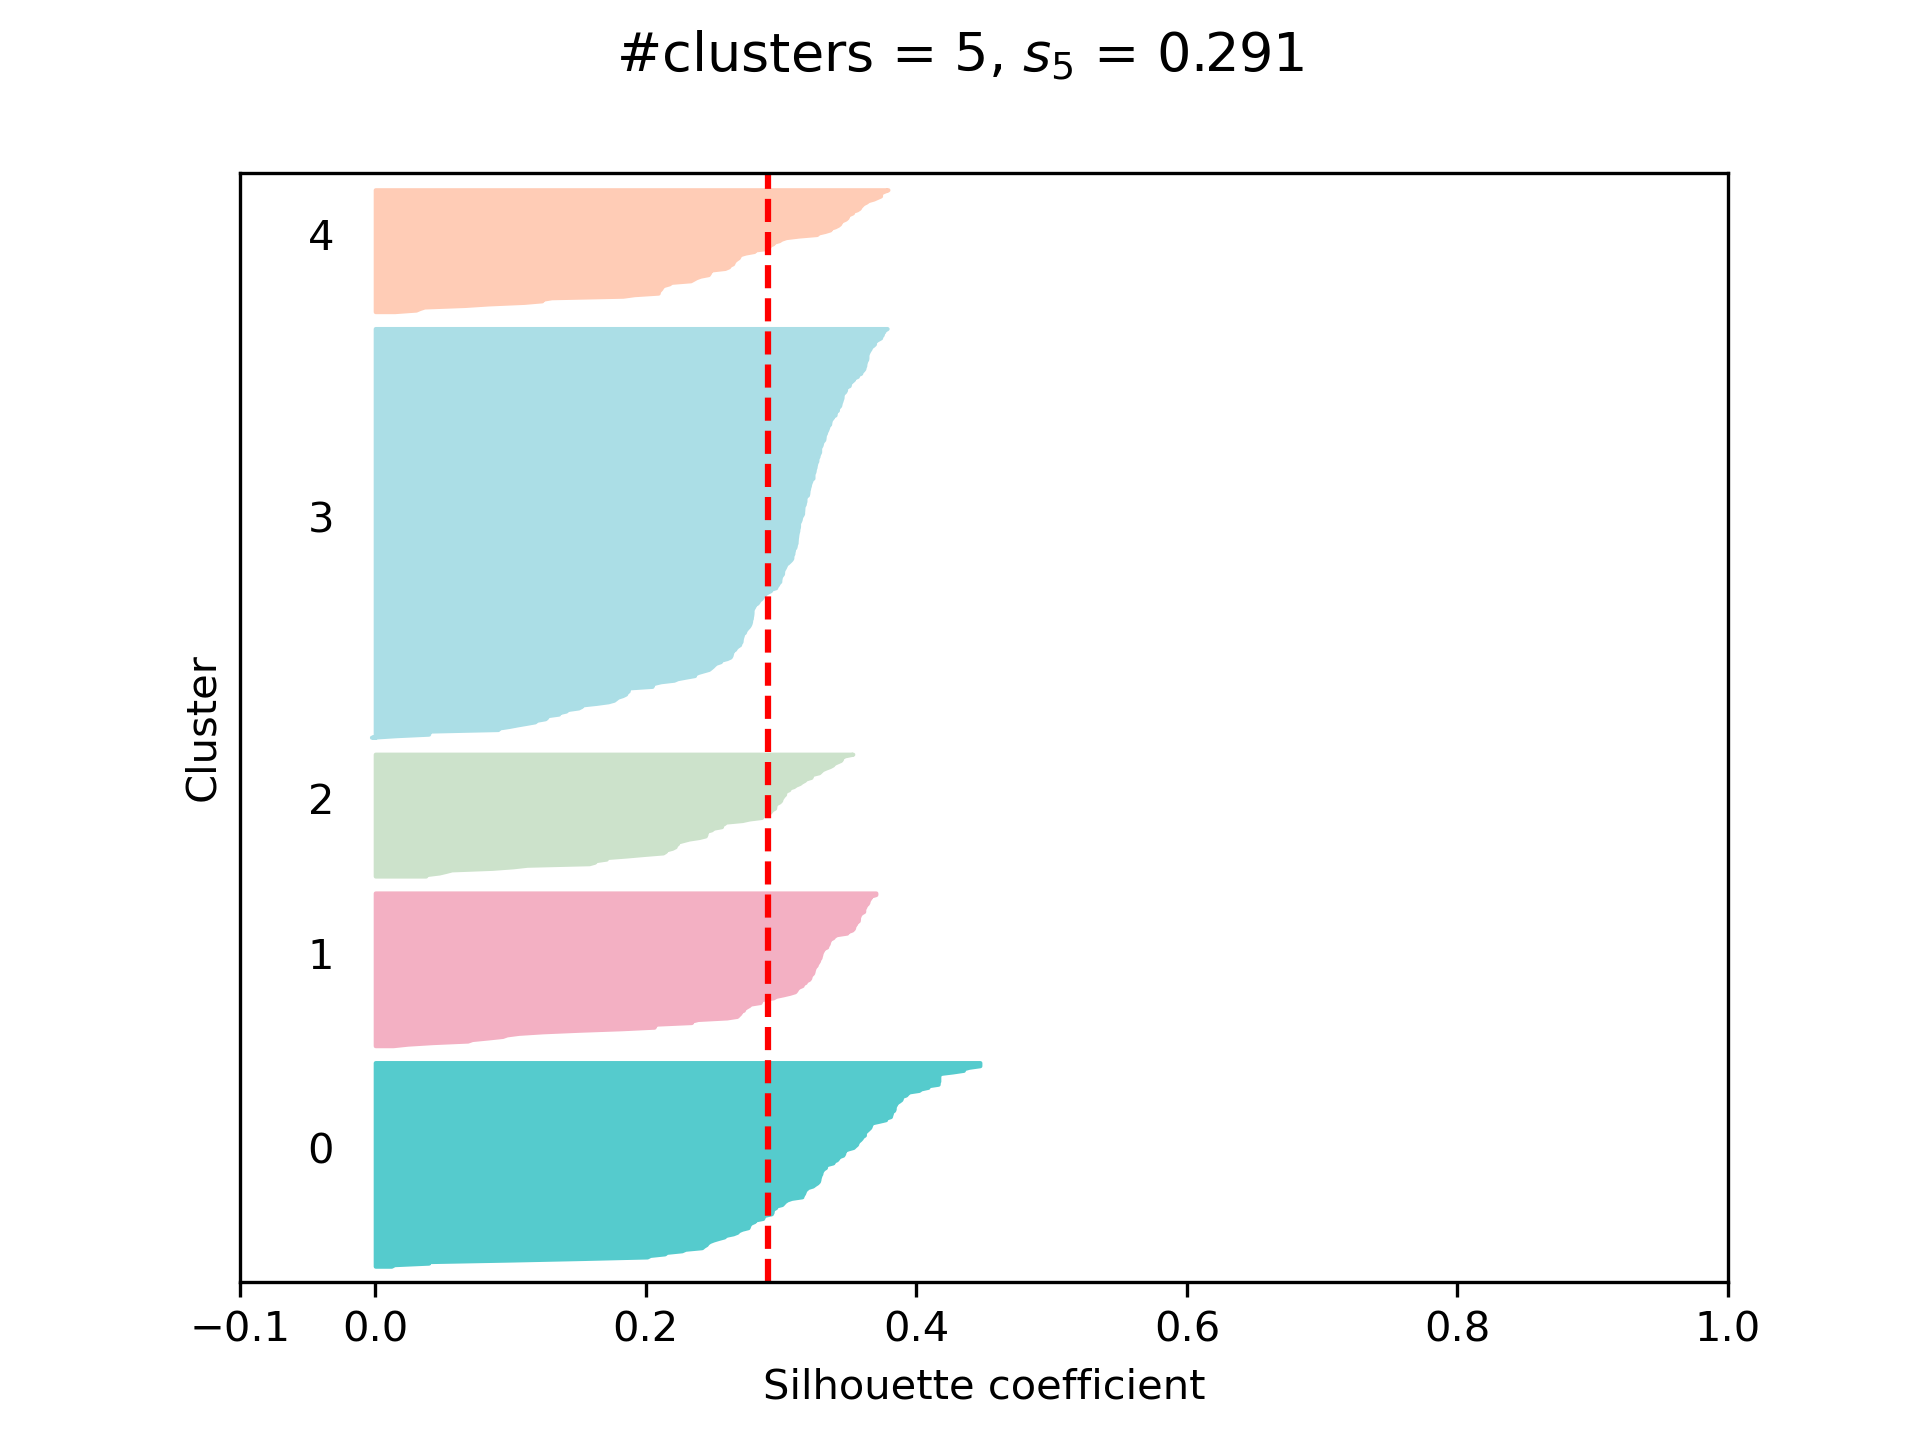 #clusters = 5, s₅ = 0.291
4
3
2
1
0
Cluster
−0.1 0.0 0.2 0.4 0.6 0.8 1.0
Silhouette coefficient